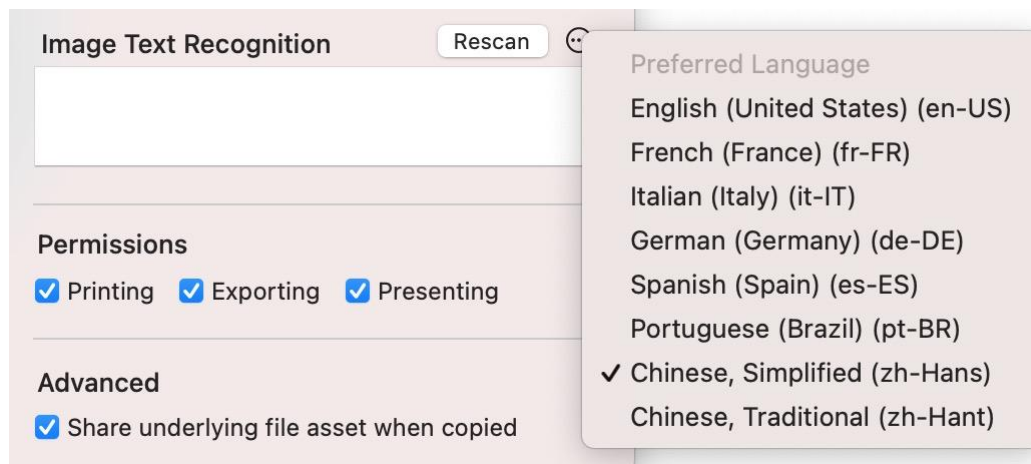 Image Text Recognition
Rescan
Permissions
Printing Exporting Presenting
Advanced
Share underlying file asset when copied
Preferred Language
English (United States) (en-US)
French (France) (fr-FR)
Italian (Italy) (it-IT)
German (Germany) (de-DE)
Spanish (Spain) (es-ES)
Portuguese (Brazil) (pt-BR)
✓ Chinese, Simplified (zh-Hans)
Chinese, Traditional (zh-Hant)